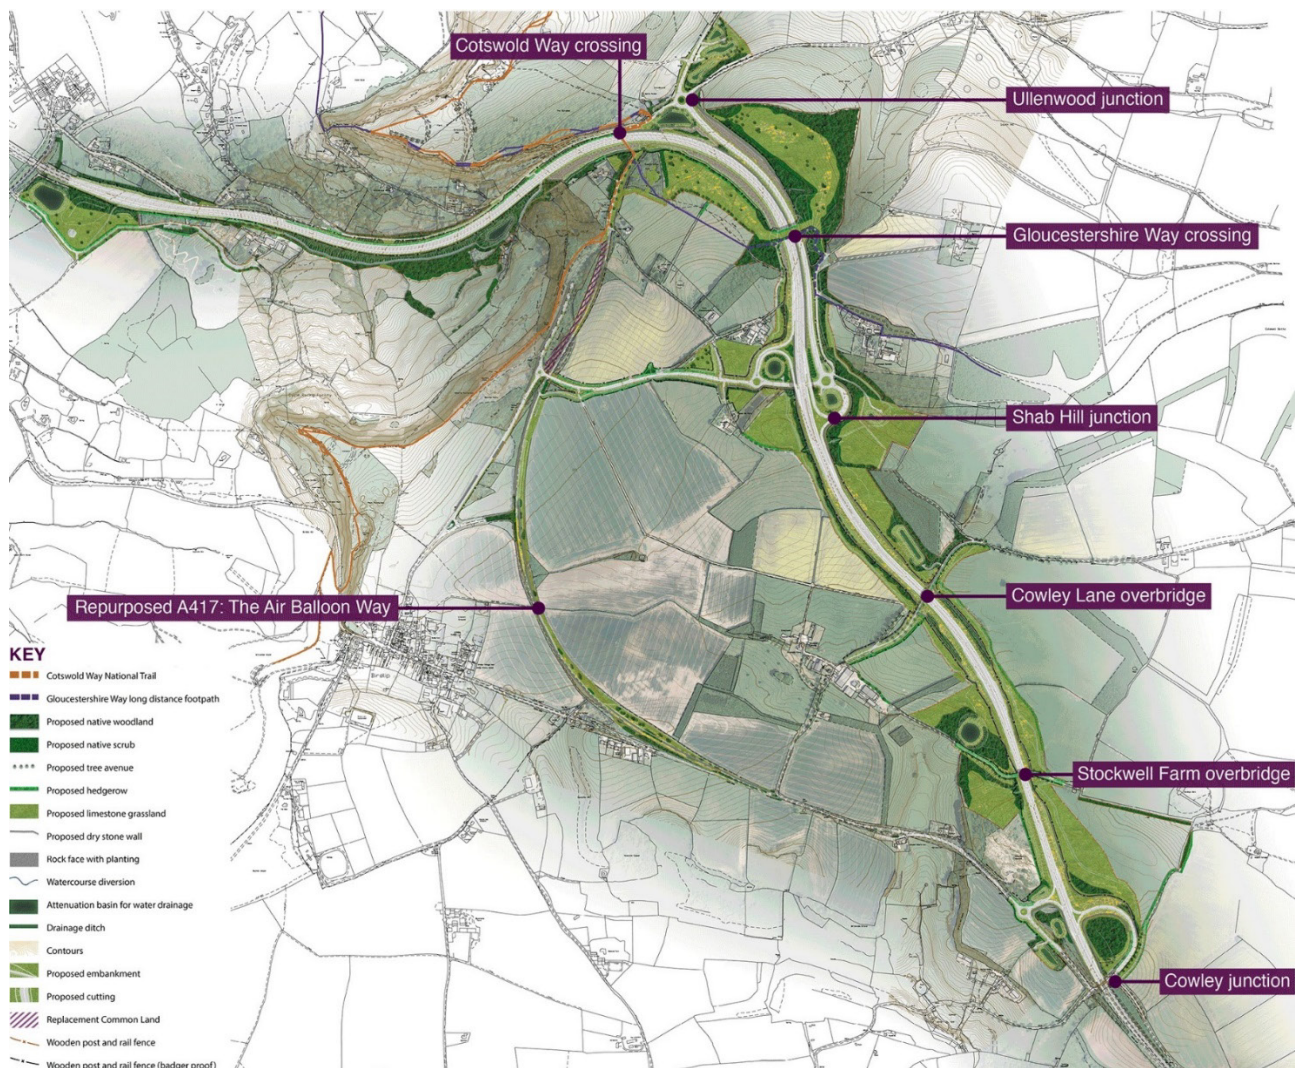 Cotswold Way crossing
Ullenwood junction
Gloucestershire Way crossing
Shab Hill junction
Repurposed A417: The Air Balloon Way
Cowley Lane overbridge
Stockwell Farm overbridge
Cowley junction
Birdlip
KEY
Cotswold Way National Trail
Gloucestershire Way long distance footpath
Proposed native woodland
Proposed native scrub
Proposed tree avenue
Proposed hedgerow
Proposed limestone grassland
Proposed dry stone wall
Rock face with planting
Watercourse diversion
Attenuation basin for water drainage
Drainage ditch
Contours
Proposed embankment
Proposed cutting
Replacement Common Land
Wooden post and rail fence
Wooden post and rail fence (badger proof)